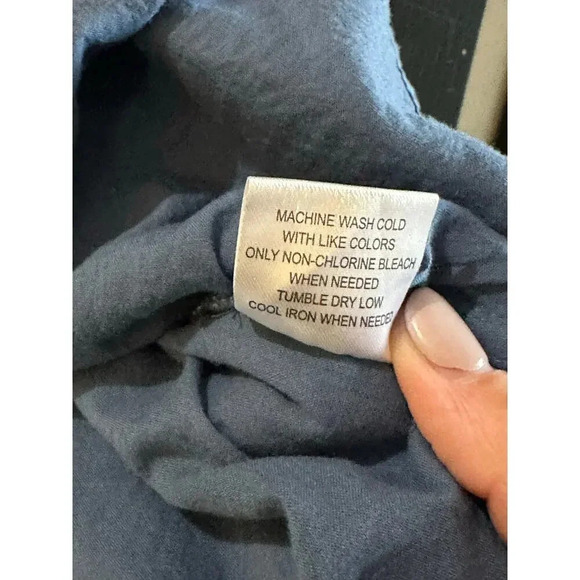 MACHINE WASH COLD
WITH LIKE COLORS
ONLY NON-CHLORINE BLEACH
WHEN NEEDED
TUMBLE DRY LOW
COOL IRON WHEN NEEDED